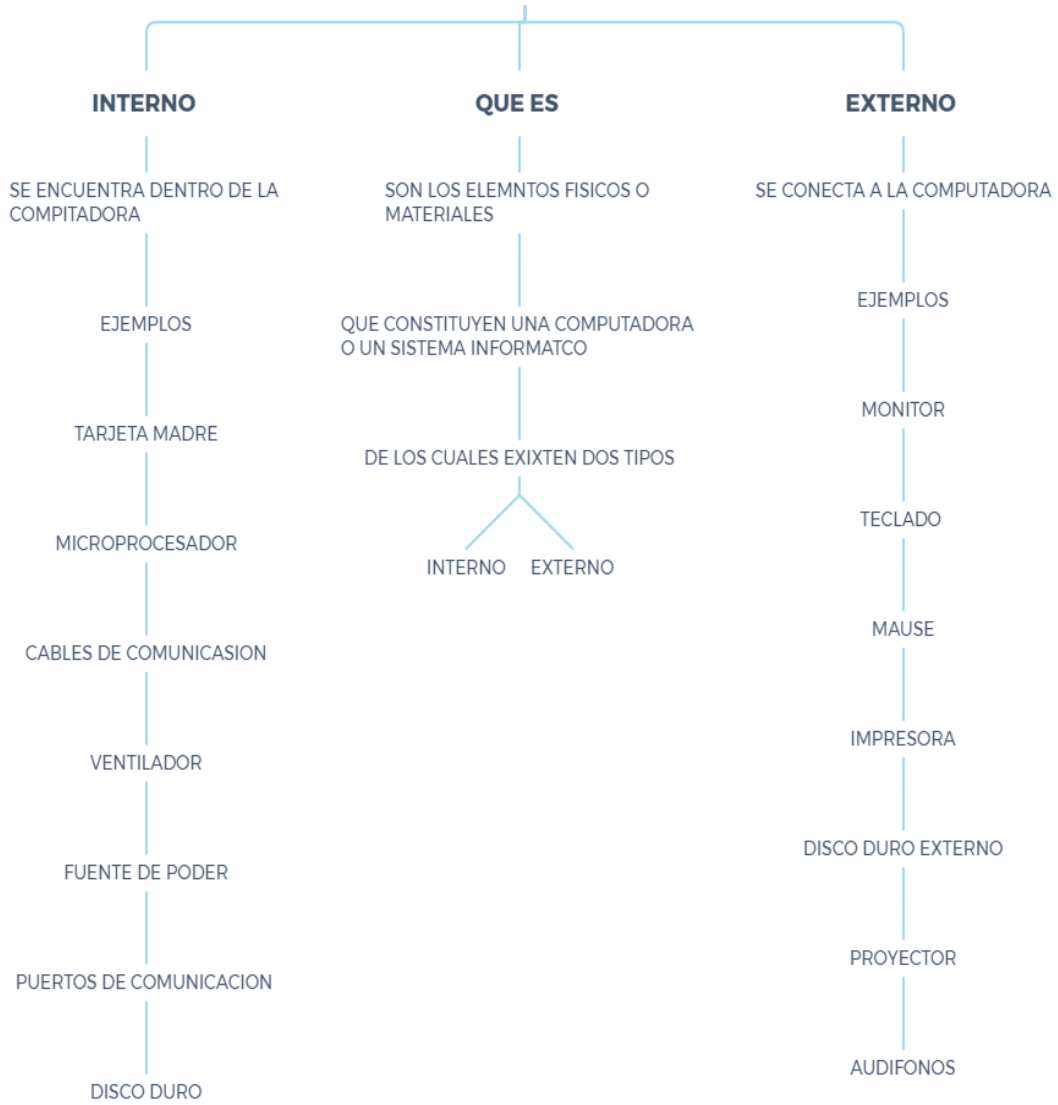 INTERNO
SE ENCUENTRA DENTRO DE LA
COMPITADORA
EJEMPLOS
TARJETA MADRE
MICROPROCESADOR
CABLES DE COMUNICASION
VENTILADOR
FUENTE DE PODER
PUERTOS DE COMUNICACION
DISCO DURO
QUE ES
SON LOS ELEMNTOS FISICOS O
MATERIALES
QUE CONSTITUYEN UNA COMPUTADORA
O UN SISTEMA INFORMATCO
DE LOS CUALES EXIXTEN DOS TIPOS
INTERNO
EXTERNO
EXTERNO
SE CONECTA A LA COMPUTADORA
EJEMPLOS
MONITOR
TECLADO
MAUSE
IMPRESORA
DISCO DURO EXTERNO
PROYECTOR
AUDIFONOS